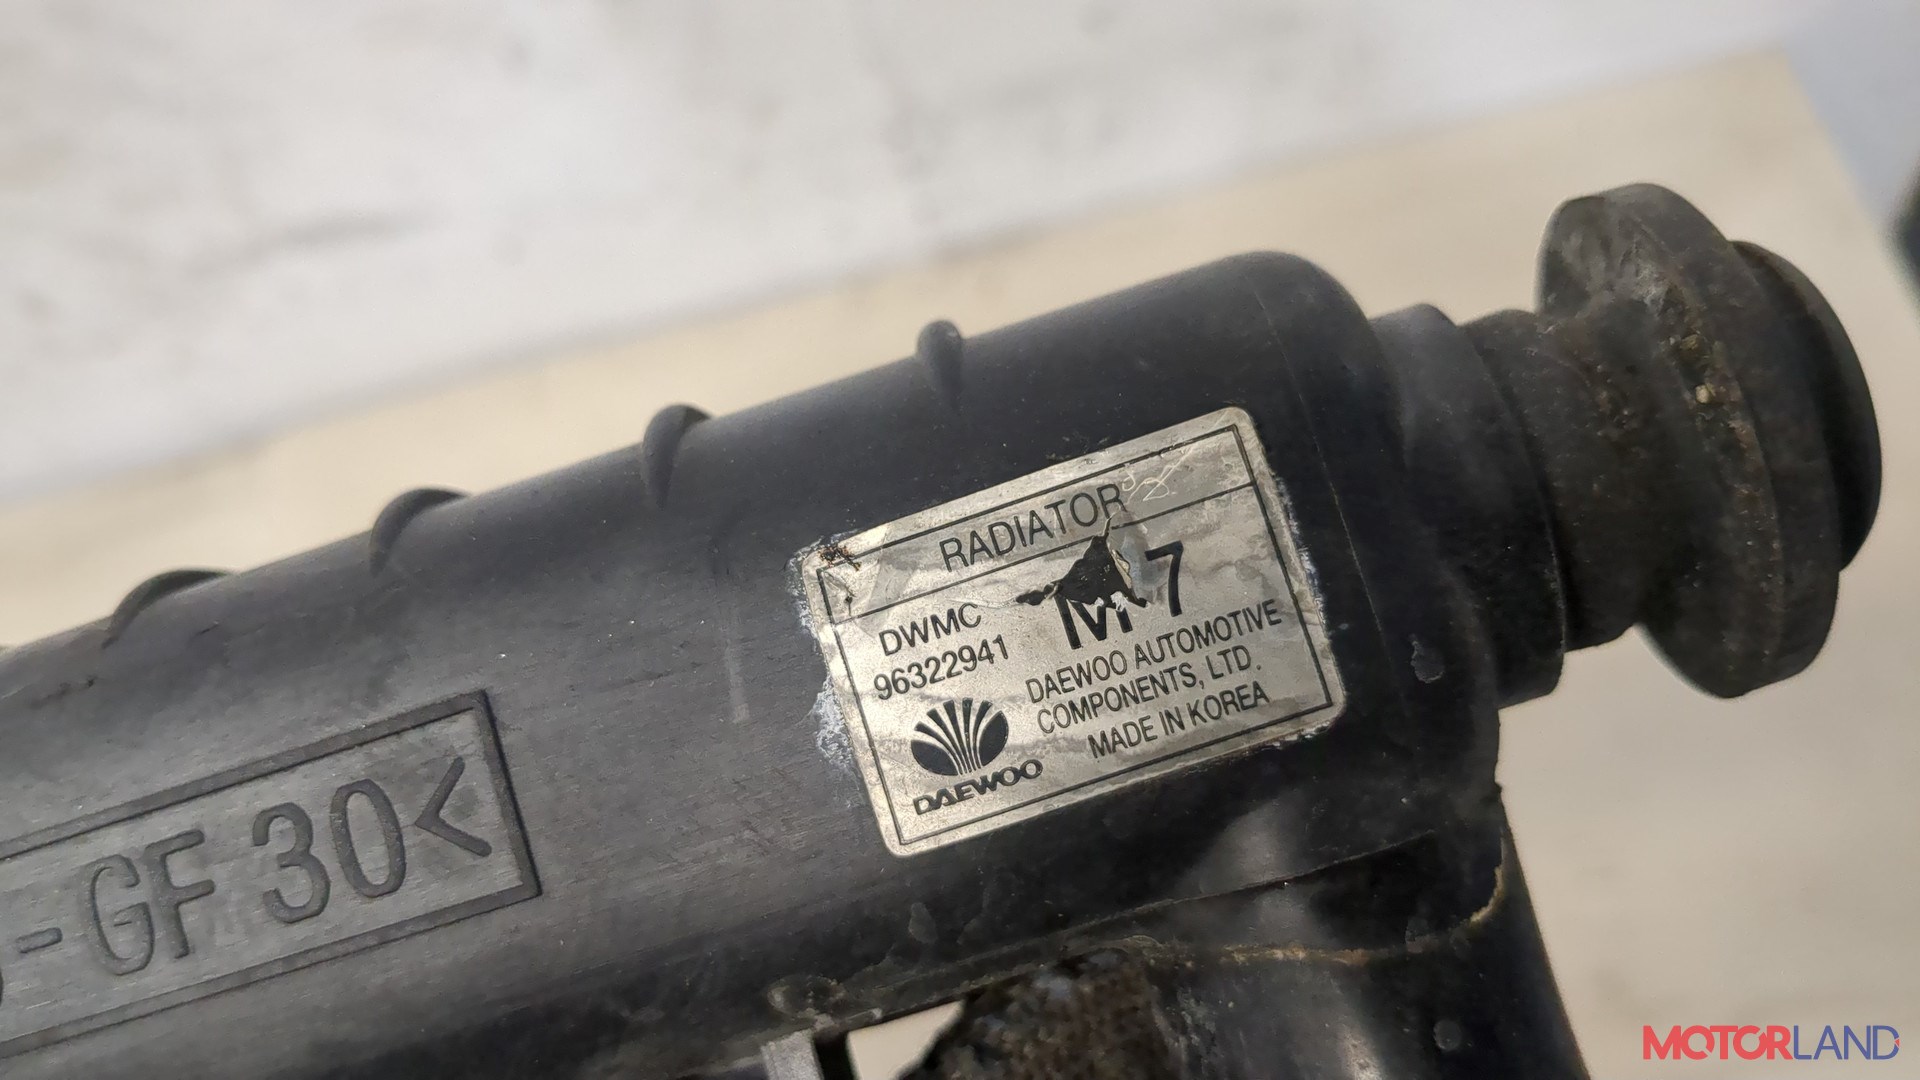 RADIATOR
DWMC
M 7
96322941
DAEWOO AUTOMOTIVE
COMPONENTS, LTD.
MADE IN KOREA
DAEWOO
-GF 30<
MOTORLAND